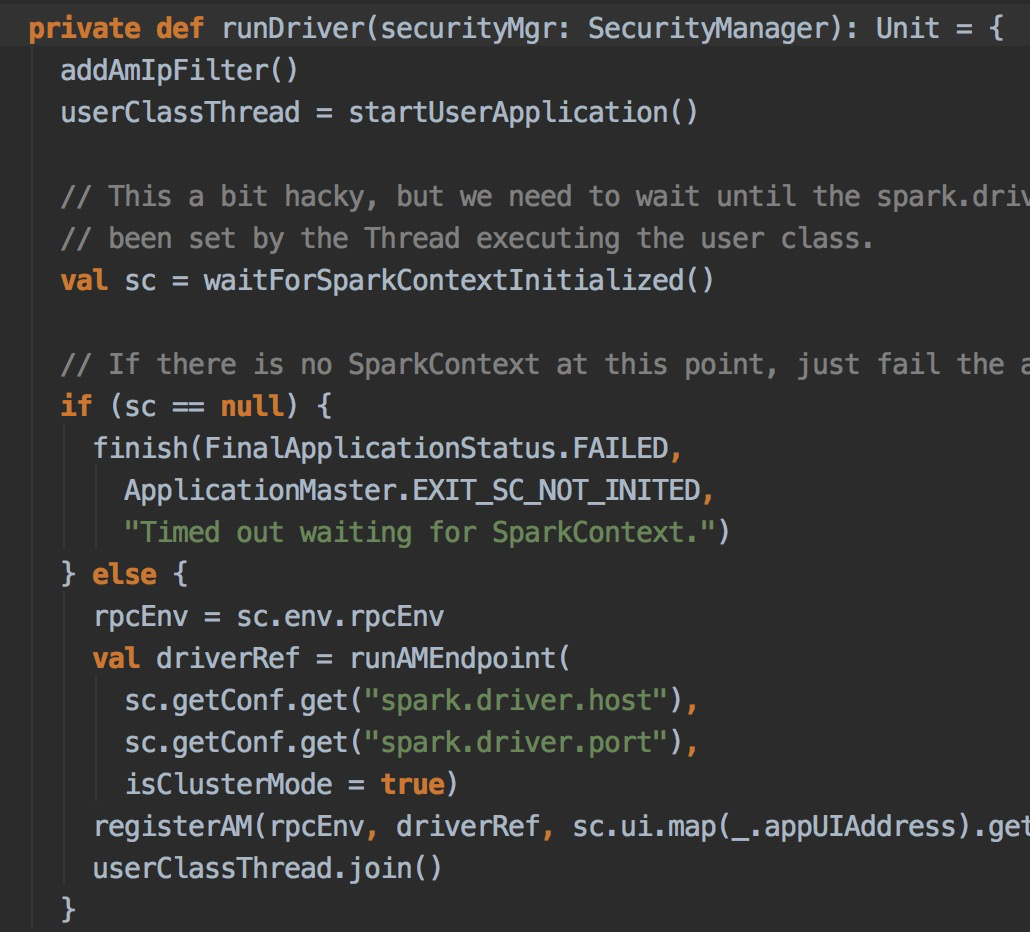 private def runDriver(securityMgr: SecurityManager): Unit = {
  addAmIpFilter()
  userClassThread = startUserApplication()

  // This a bit hacky, but we need to wait until the
  // been set by the Thread executing the user class.
  val sc = waitForSparkContextInitialized()

  // If there is no SparkContext at this point, just fail the
  if (sc == null) {
    finish(FinalApplicationStatus.FAILED,
      ApplicationMaster.EXIT_SC_NOT_INITED,
      "Timed out waiting for SparkContext.")
  } else {
    rpcEnv = sc.env.rpcEnv
    val driverRef = runAMEndpoint(
      sc.getConf.get("spark.driver.host"),
      sc.getConf.get("spark.driver.port"),
      isClusterMode = true)
    registerAM(rpcEnv, driverRef, sc.ui.map(_.appUIAddress).get
    userClassThread.join()
  }